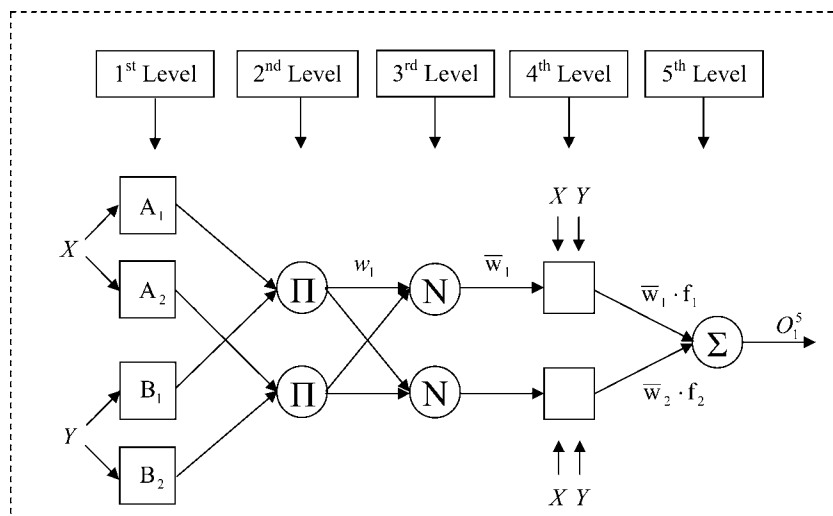 1st Level 2nd Level 3rd Level 4th Level 5th Level
X Y
A1
X
w1 w̅1
A2 Π N w̅1 · f1
Σ O15
B1 Π N
w̅2 · f2
Y
B2
X Y